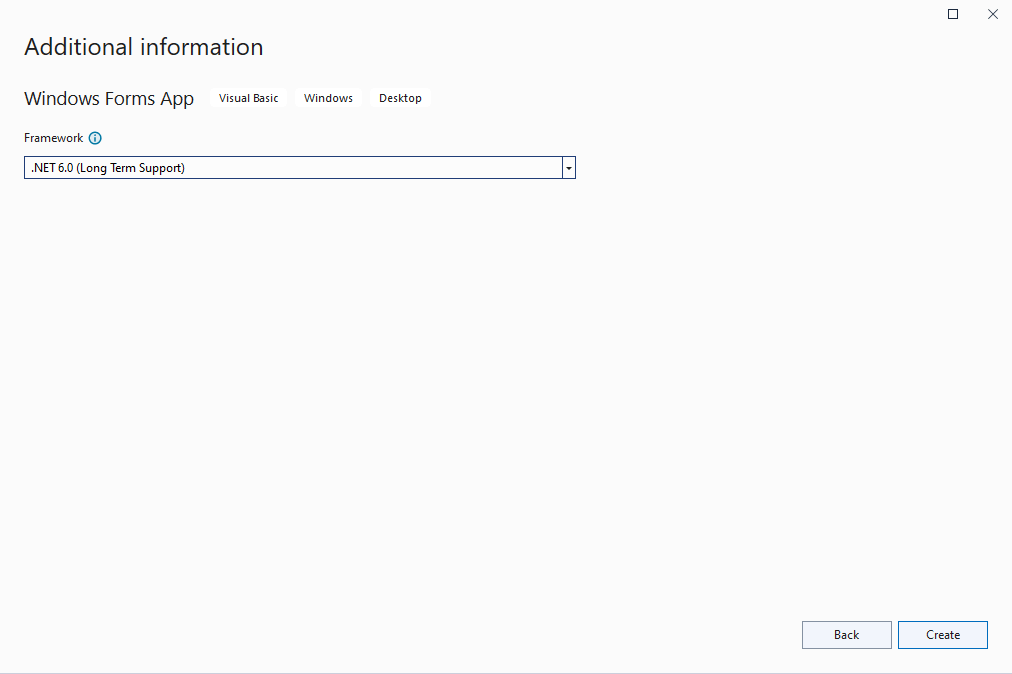 Additional information
Windows Forms App Visual Basic Windows Desktop
Framework
.NET 6.0 (Long Term Support)
Back Create